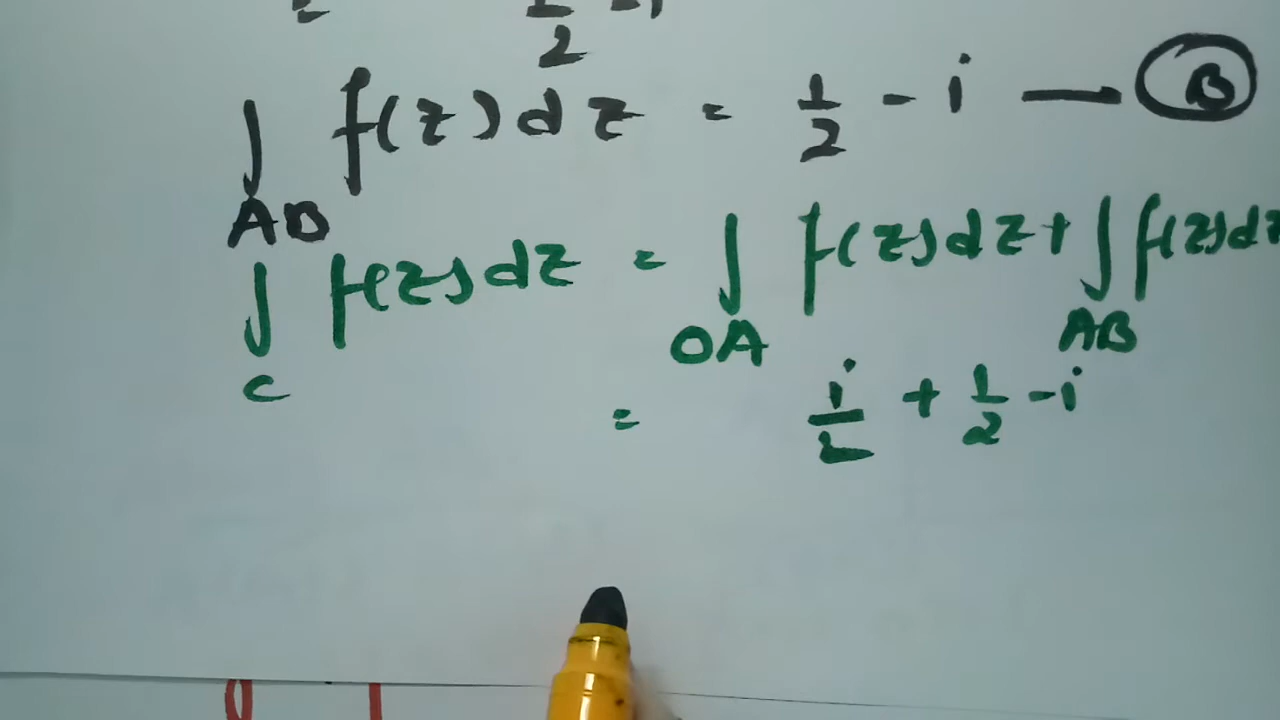 ∫ f(z)dz = 1/2 - i — B
AB
∫ f(z)dz = ∫ f(z)dz + ∫ f(z)dz
C OA AB
= i/2 + 1/2 - i